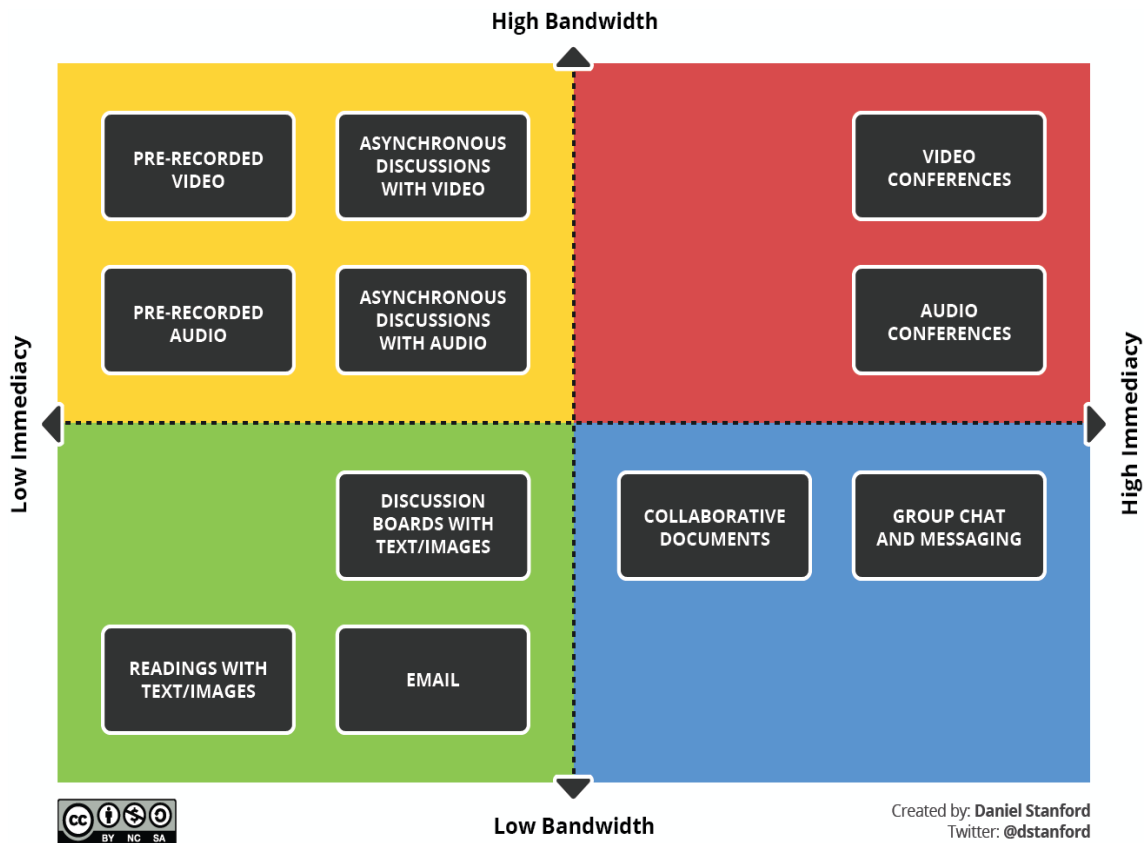 High Bandwidth
PRE-RECORDED
VIDEO
ASYNCHRONOUS
DISCUSSIONS
WITH VIDEO
VIDEO
CONFERENCES
PRE-RECORDED
AUDIO
ASYNCHRONOUS
DISCUSSIONS
WITH AUDIO
AUDIO
CONFERENCES
Low Immediacy
High Immediacy
DISCUSSION
BOARDS WITH
TEXT/IMAGES
COLLABORATIVE
DOCUMENTS
GROUP CHAT
AND MESSAGING
READINGS WITH
TEXT/IMAGES
EMAIL
cc
BY NC SA
Low Bandwidth
Created by: Daniel Stanford
Twitter: @dstanford